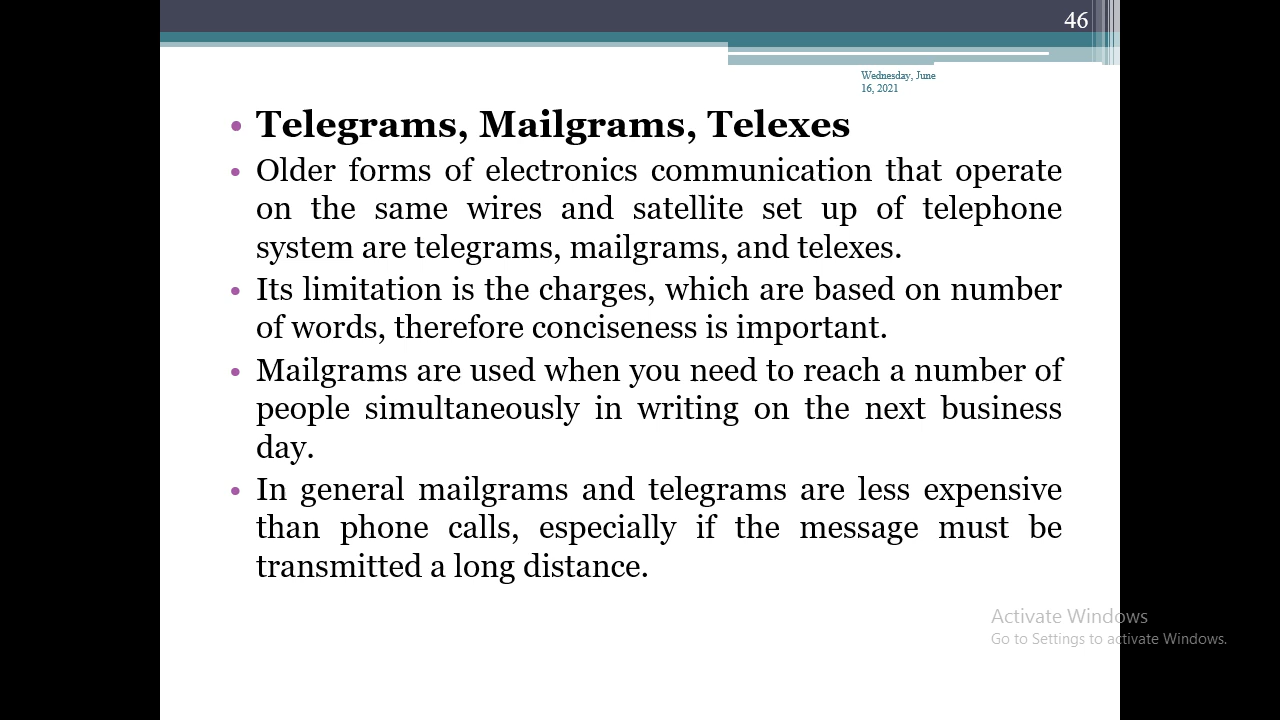 46
Wednesday, June
16, 2021
• Telegrams, Mailgrams, Telexes
• Older forms of electronics communication that operate
on the same wires and satellite set up of telephone
system are telegrams, mailgrams, and telexes.
• Its limitation is the charges, which are based on number
of words, therefore conciseness is important.
• Mailgrams are used when you need to reach a number of
people simultaneously in writing on the next business
day.
• In general mailgrams and telegrams are less expensive
than phone calls, especially if the message must be
transmitted a long distance.
Activate Windows
Go to Settings to activate Windows.